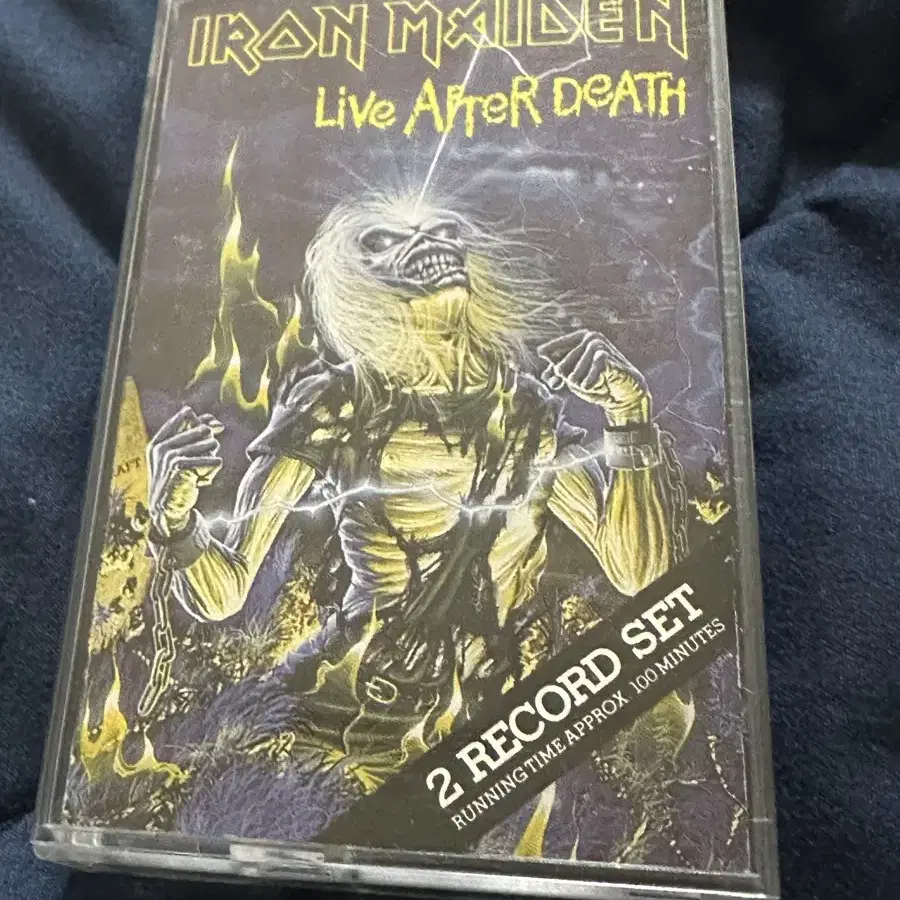 IRON MAIDEN
LiVe AFTeR DeATH
2 RECORD SET
RUNNING TIME APPROX. 100 MINUTES